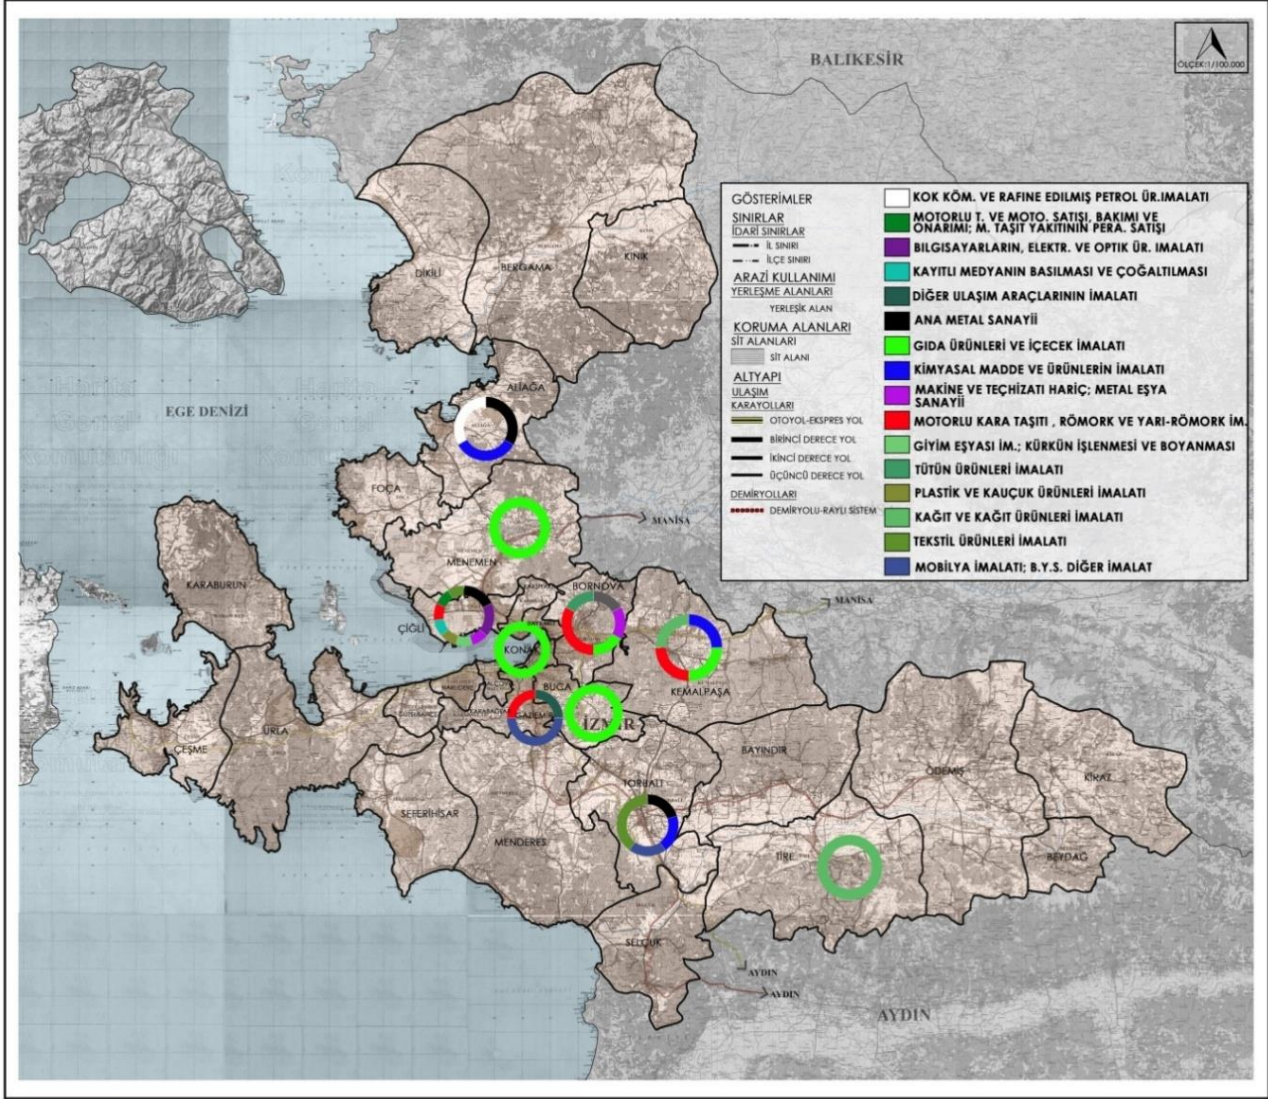 BALIKESİR
ÖLÇEK:1/100.000
GÖSTERİMLER
SINIRLAR
İDARİ SINIRLAR
İL SINIRI
İLÇE SINIRI
ARAZİ KULLANIMI
YERLEŞME ALANLARI
YERLEŞİK ALAN
KORUMA ALANLARI
SİT ALANLARI
SİT ALANI
ALTYAPI
ULAŞIM
KARAYOLLARI
OTOYOL-EKSPRES YOL
BİRİNCİ DERECE YOL
İKİNCİ DERECE YOL
ÜÇÜNCÜ DERECE YOL
DEMİRYOLLARI
DEMİRYOLU-RAYLI SİSTEM
KOK KÖM. VE RAFINE EDILMIŞ PETROL ÜR.IMALATI
MOTORLU T. VE MOTO. SATIŞI, BAKIMI VE
ONARIMI; M. TAŞIT YAKITININ PERA. SATIŞI
BILGISAYARLARIN, ELEKTR. VE OPTIK ÜR. IMALATI
KAYITLI MEDYANIN BASILMASI VE ÇOĞALTILMASI
DİĞER ULAŞIM ARAÇLARININ İMALATI
ANA METAL SANAYİİ
GIDA ÜRÜNLERİ VE İÇECEK İMALATI
KİMYASAL MADDE VE ÜRÜNLERİN İMALATI
MAKİNE VE TEÇHİZATI HARİÇ; METAL EŞYA
SANAYİİ
MOTORLU KARA TAŞITI , RÖMORK VE YARI-RÖMORK İM.
GİYİM EŞYASI İM.; KÜRKÜN İŞLENMESİ VE BOYANMASI
TÜTÜN ÜRÜNLERİ İMALATI
PLASTİK VE KAUÇUK ÜRÜNLERİ İMALATI
KAĞIT VE KAĞIT ÜRÜNLERİ İMALATI
TEKSTİL ÜRÜNLERİ İMALATI
MOBİLYA İMALATI; B.Y.S. DİĞER İMALAT
DİKİLİ
BERGAMA
KINIK
ALİAĞA
EGE DENİZİ
FOÇA
MANİSA
MENEMEN
KARABURUN
BORNOVA
MANİSA
ÇİĞLİ
KONAK
BUCA
KEMALPAŞA
İZMİR
URLA
ÇEŞME
BAYINDIR
TORBALI
ÖDEMİŞ
KİRAZ
SEFERİHİSAR
MENDERES
TİRE
BEYDAĞ
SELÇUK
AYDIN
AYDIN
AYDIN